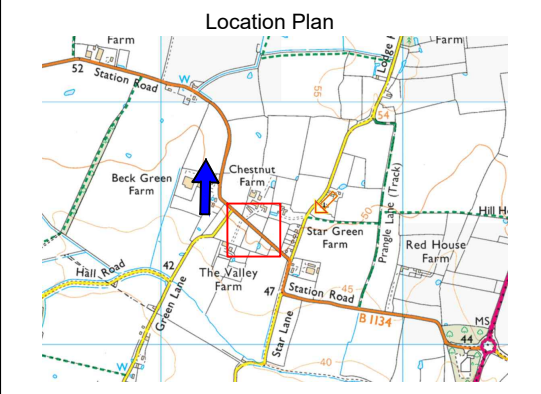 Location Plan
Farm
Lodge
Farm
52
Station Road
W
55
54
Beck Green
Farm
Chestnut
Farm
Prangle Lane (Track)
50
Hill
Star Green
Farm
Red House
Farm
Hall Road
42
The Valley
Farm
47
Station Road
45
B 1134
MS
44
Green Lane
Star Lane
40
W